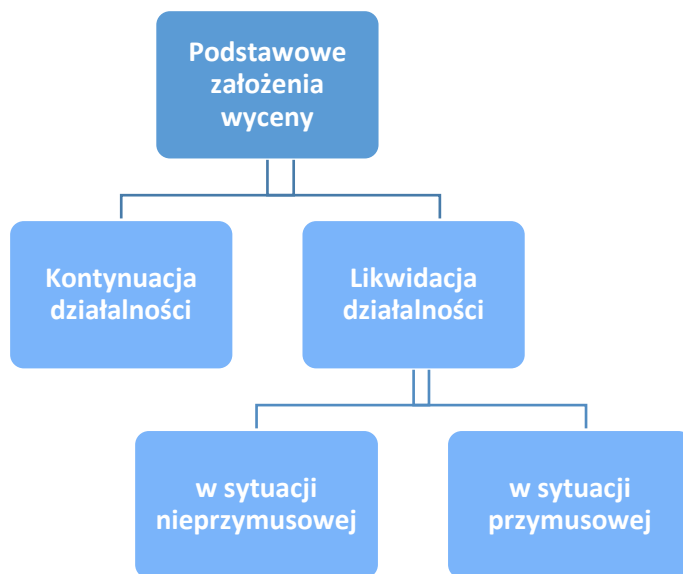 Podstawowe
założenia
wyceny
Kontynuacja
działalności
Likwidacja
działalności
w sytuacji
nieprzymusowej
w sytuacji
przymusowej